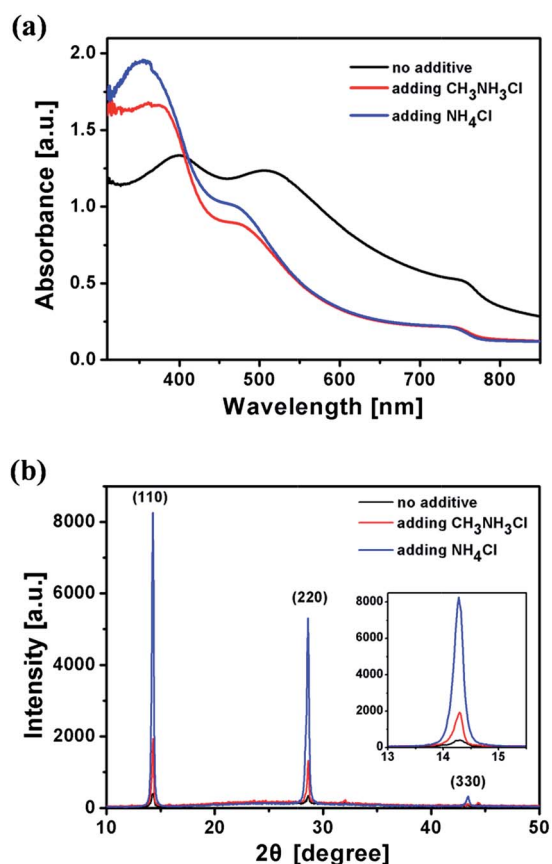 (a)
2.0
1.5
1.0
0.5
0.0
Absorbance [a.u.]
no additive
adding CH₃NH₃Cl
adding NH₄Cl
400 500 600 700 800
Wavelength [nm]
(b)
8000
6000
4000
2000
0
Intensity [a.u.]
(110)
(220)
(330)
no additive
adding CH₃NH₃Cl
adding NH₄Cl
8000
6000
4000
2000
0
13 14 15
10 20 30 40 50
2θ [degree]